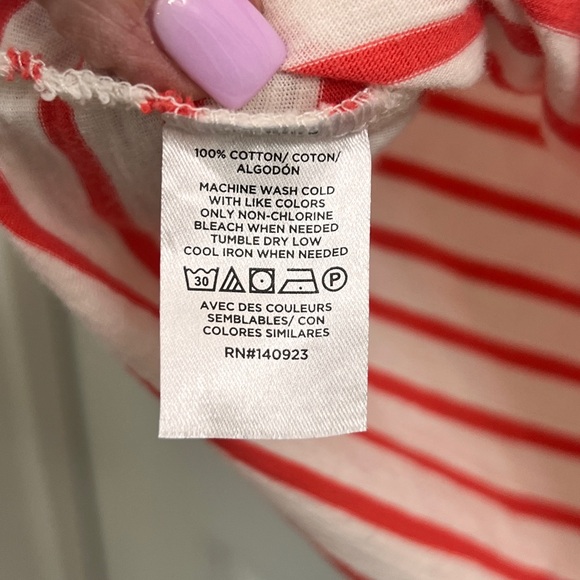 100% COTTON/ COTON/
ALGODÓN
MACHINE WASH COLD
WITH LIKE COLORS
ONLY NON-CHLORINE
BLEACH WHEN NEEDED
TUMBLE DRY LOW
COOL IRON WHEN NEEDED
30 P
AVEC DES COULEURS
SEMBLABLES/ CON
COLORES SIMILARES
RN#140923